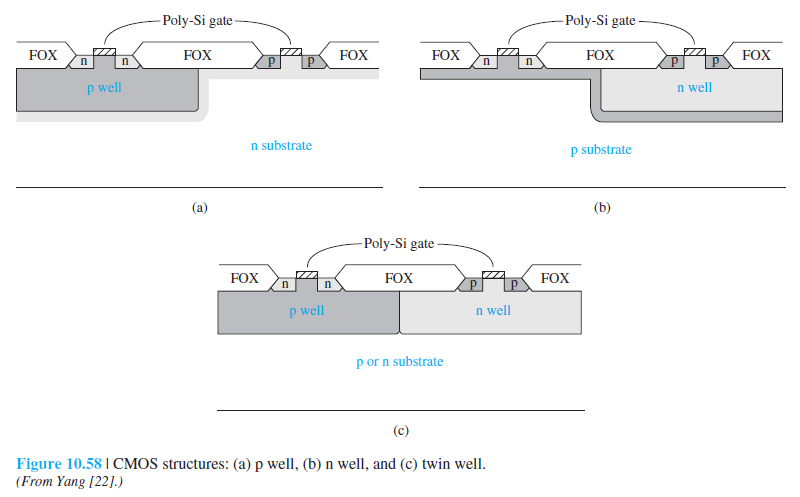 Poly-Si gate
FOX n n FOX p p FOX
p well
n substrate
(a)
Poly-Si gate
FOX n n FOX p p FOX
n well
p substrate
(b)
Poly-Si gate
FOX n n FOX p p FOX
p well n well
p or n substrate
(c)
Figure 10.58 | CMOS structures: (a) p well, (b) n well, and (c) twin well.
(From Yang [22].)